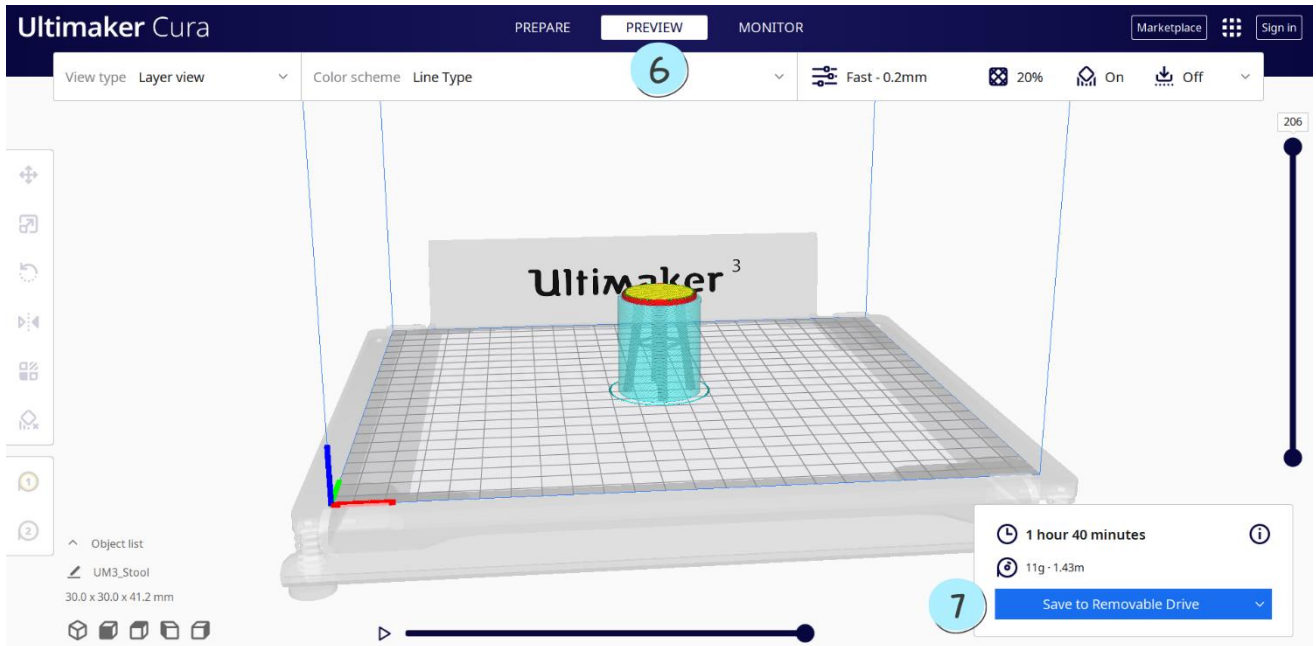 Ultimaker Cura
PREPARE
PREVIEW
MONITOR
Marketplace
Sign in
View type Layer view
Color scheme Line Type
6
Fast - 0.2mm
20%
On
Off
206
Ultimaker 3
1
2
Object list
UM3_Stool
30.0 x 30.0 x 41.2 mm
1 hour 40 minutes
11g · 1.43m
7
Save to Removable Drive